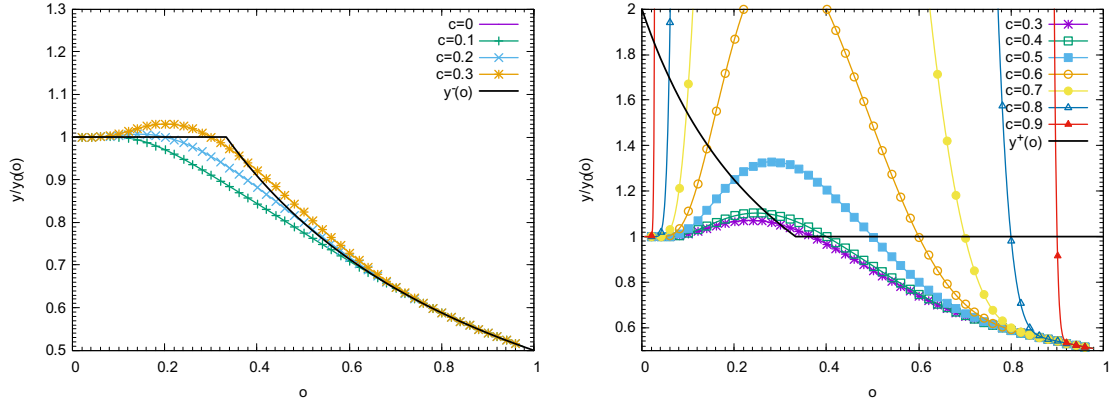 1.3
1.2
1.1
1
0.9
0.8
0.7
0.6
0.5
0 0.2 0.4 0.6 0.8 1
y/y₀(o)
o
c=0
c=0.1
c=0.2
c=0.3
y⁻(o)
2
1.8
1.6
1.4
1.2
1
0.8
0.6
0 0.2 0.4 0.6 0.8 1
y/y₀(o)
o
c=0.3
c=0.4
c=0.5
c=0.6
c=0.7
c=0.8
c=0.9
y⁺(o)